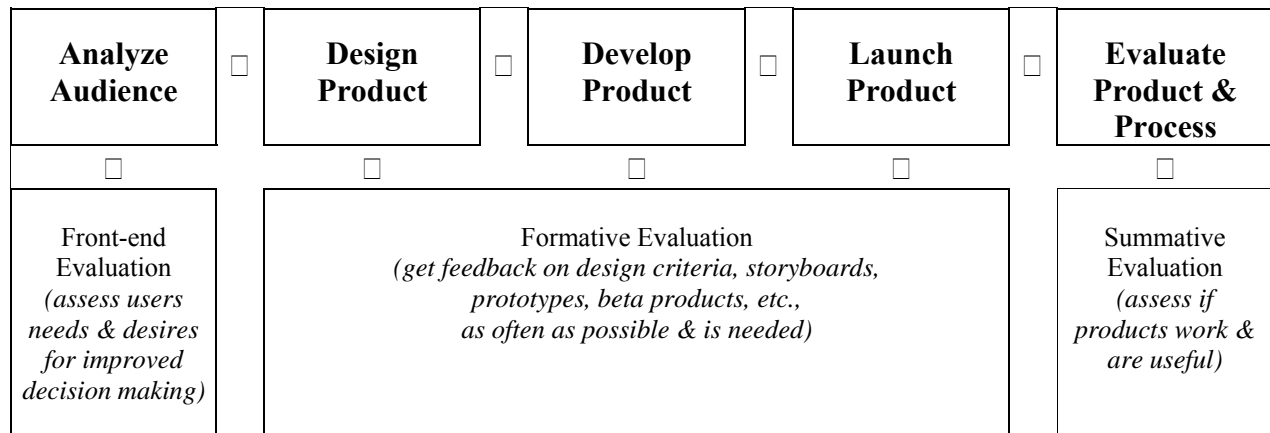 Analyze
Audience
□
Design
Product
□
Develop
Product
□
Launch
Product
□
Evaluate
Product &
Process
□
□
□
□
□
Front-end
Evaluation
(assess users
needs & desires
for improved
decision making)
Formative Evaluation
(get feedback on design criteria, storyboards,
prototypes, beta products, etc.,
as often as possible & is needed)
Summative
Evaluation
(assess if
products work &
are useful)